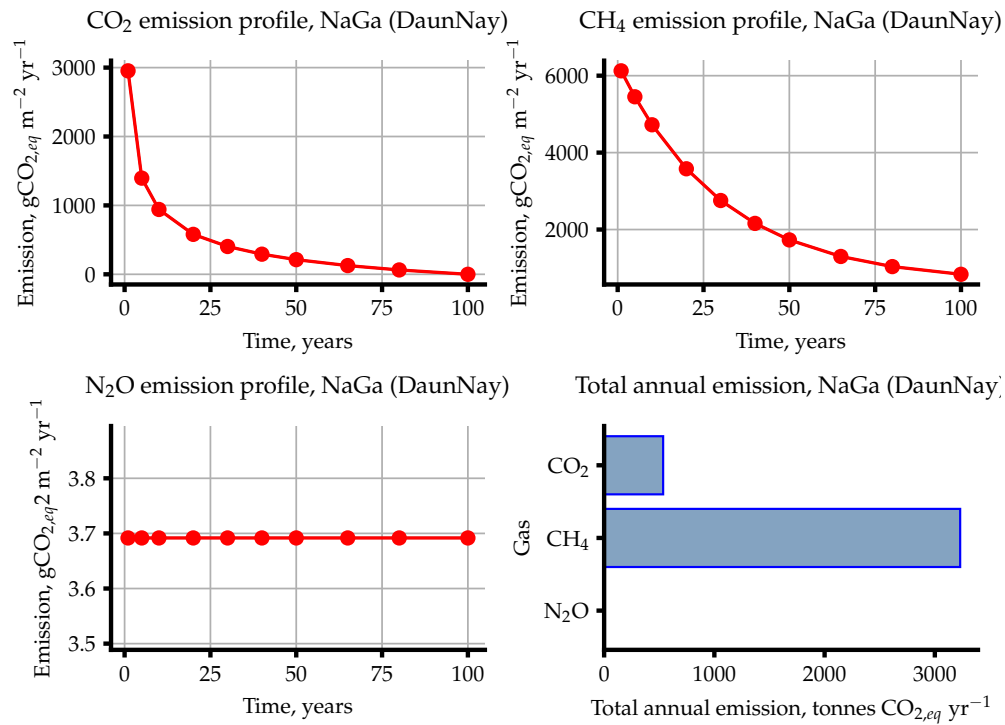 CO₂ emission profile, NaGa (DaunNay)
Emission, gCO₂,eq m⁻² yr⁻¹
3000
2000
1000
0
0 25 50 75 100
Time, years
CH₄ emission profile, NaGa (DaunNay)
Emission, gCO₂,eq m⁻² yr⁻¹
6000
4000
2000
0 25 50 75 100
Time, years
N₂O emission profile, NaGa (DaunNay)
Emission, gCO₂,eq2 m⁻² yr⁻¹
3.8
3.7
3.6
3.5
0 25 50 75 100
Time, years
Total annual emission, NaGa (DaunNay)
Gas
CO₂
CH₄
N₂O
0 1000 2000 3000
Total annual emission, tonnes CO₂,eq yr⁻¹